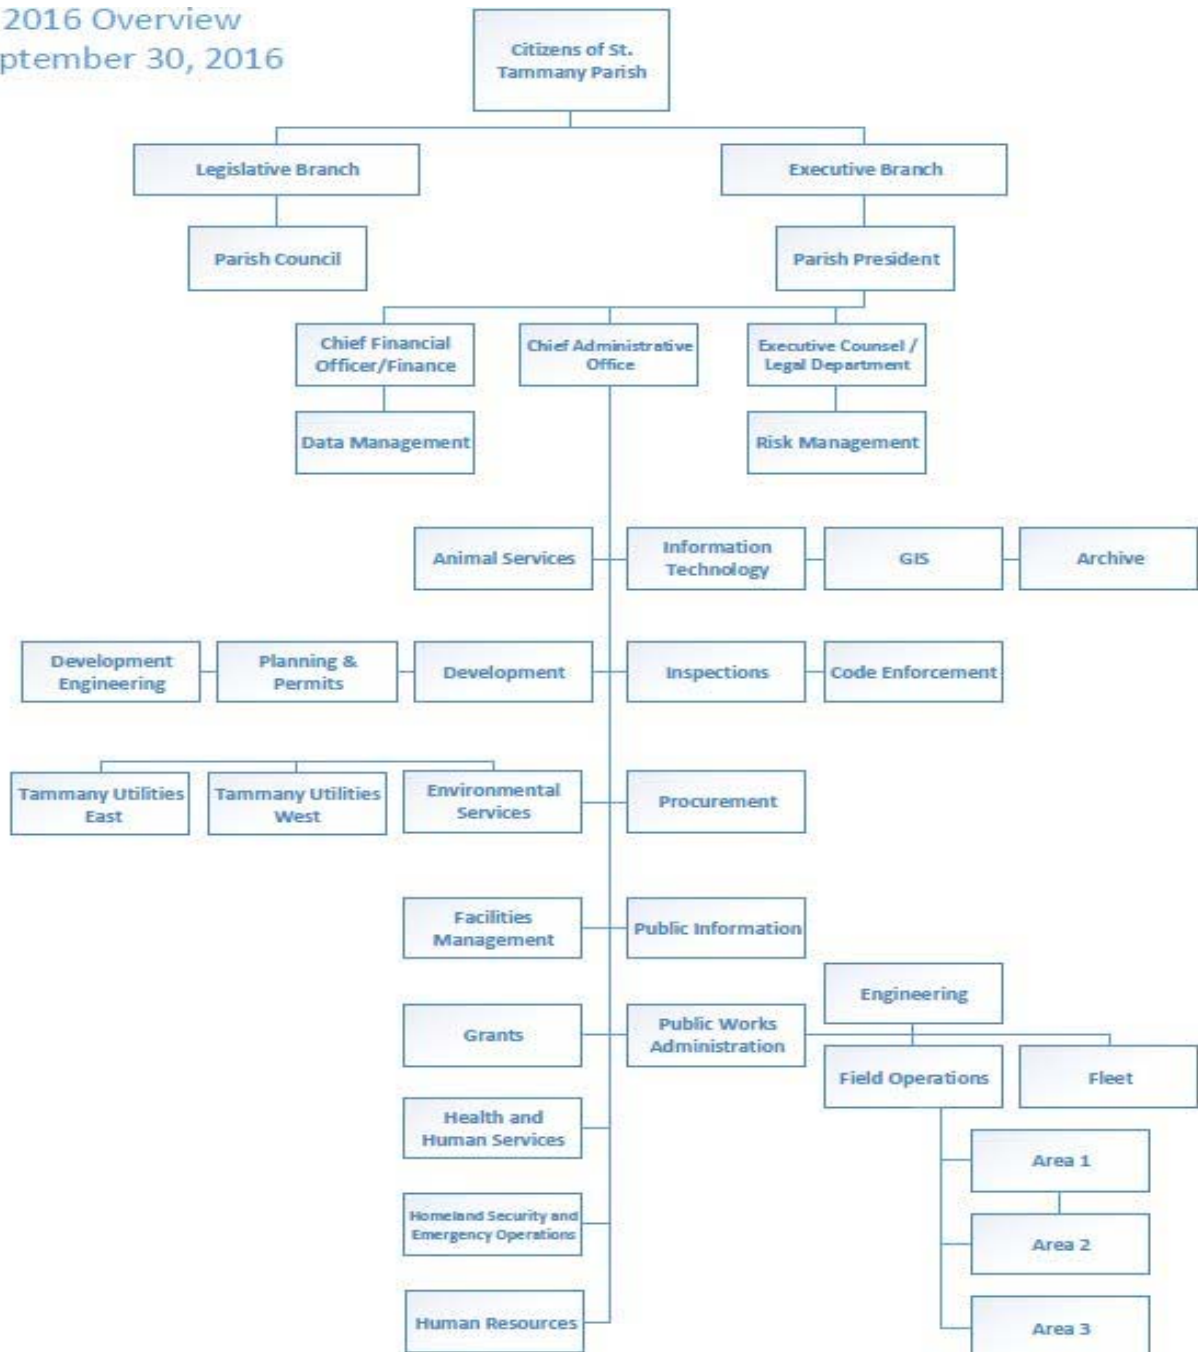 2016 Overview
ptember 30, 2016
Citizens of St.
Tammany Parish
Legislative Branch
Executive Branch
Parish Council
Parish President
Chief Financial
Officer/Finance
Chief Administrative
Office
Executive Counsel /
Legal Department
Data Management
Risk Management
Animal Services
Information
Technology
GIS
Archive
Development
Engineering
Planning &
Permits
Development
Inspections
Code Enforcement
Tammany Utilities
East
Tammany Utilities
West
Environmental
Services
Procurement
Facilities
Management
Public Information
Engineering
Grants
Public Works
Administration
Field Operations
Fleet
Health and
Human Services
Area 1
Homeland Security and
Emergency Operations
Area 2
Human Resources
Area 3